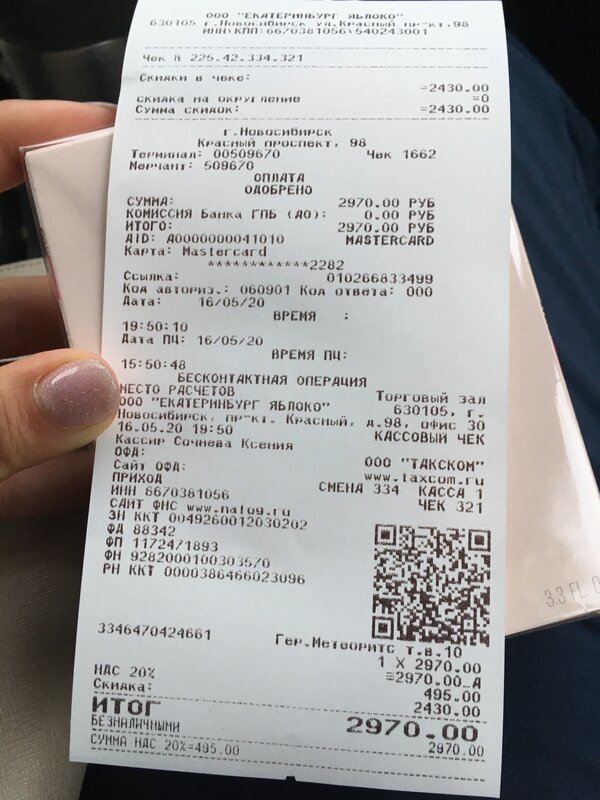 ООО "ЕКАТЕРИНБУРГ ЯБЛОКО"
630105 г.Новосибирск ул.Красный пр-кт.98
ИНН\КПП:6670381056\540243001
Чек № 225.42.334.321
Скидки в чеке:
=2430.00
скидка на округление =0
Сумма скидок: =2430.00
г.Новосибирск
Красный проспект, 98
Терминал: 00509670 Чек 1662
Мерчант: 509670
ОПЛАТА
ОДОБРЕНО
СУММА: 2970.00 РУБ
КОМИССИЯ Банка ГПБ (АО): 0.00 РУБ
ИТОГО: 2970.00 РУБ
AID: A0000000041010 MASTERCARD
Карта: Mastercard
************2282
Ссылка: 010266833499
Код авториз.: 060901 Код ответа: 000
Дата: 16/05/20
ВРЕМЯ :
19:50:10
Дата ПЦ: 16/05/20
ВРЕМЯ ПЦ:
15:50:48
БЕСКОНТАКТНАЯ ОПЕРАЦИЯ
МЕСТО РАСЧЕТОВ Торговый зал
ООО "ЕКАТЕРИНБУРГ ЯБЛОКО" 630105, г.
Новосибирск, пр-кт. Красный, д.98, офис 30
16.05.20 19:50 КАССОВЫЙ ЧЕК
Кассир Сочнева Ксения
ОФД: ООО "ТАКСКОМ"
Сайт ОФД: www.taxcom.ru
ПРИХОД СМЕНА 334 КАССА 1
ИНН 6670381056 ЧЕК 321
САЙТ ФНС www.nalog.ru
ЗН ККТ 0049260012030202
ФД 88342
ФП 1172471893
ФН 9282000100303570
РН ККТ 0000386466023096
3.3 FL.
3346470424661 Гер.Метеоритс т.в.10
1 X 2970.00
=2970.00_А
НДС 20% 495.00
Скидка: 2430.00
ИТОГ 2970.00
БЕЗНАЛИЧНЫМИ 2970.00
СУММА НДС 20%=495.00